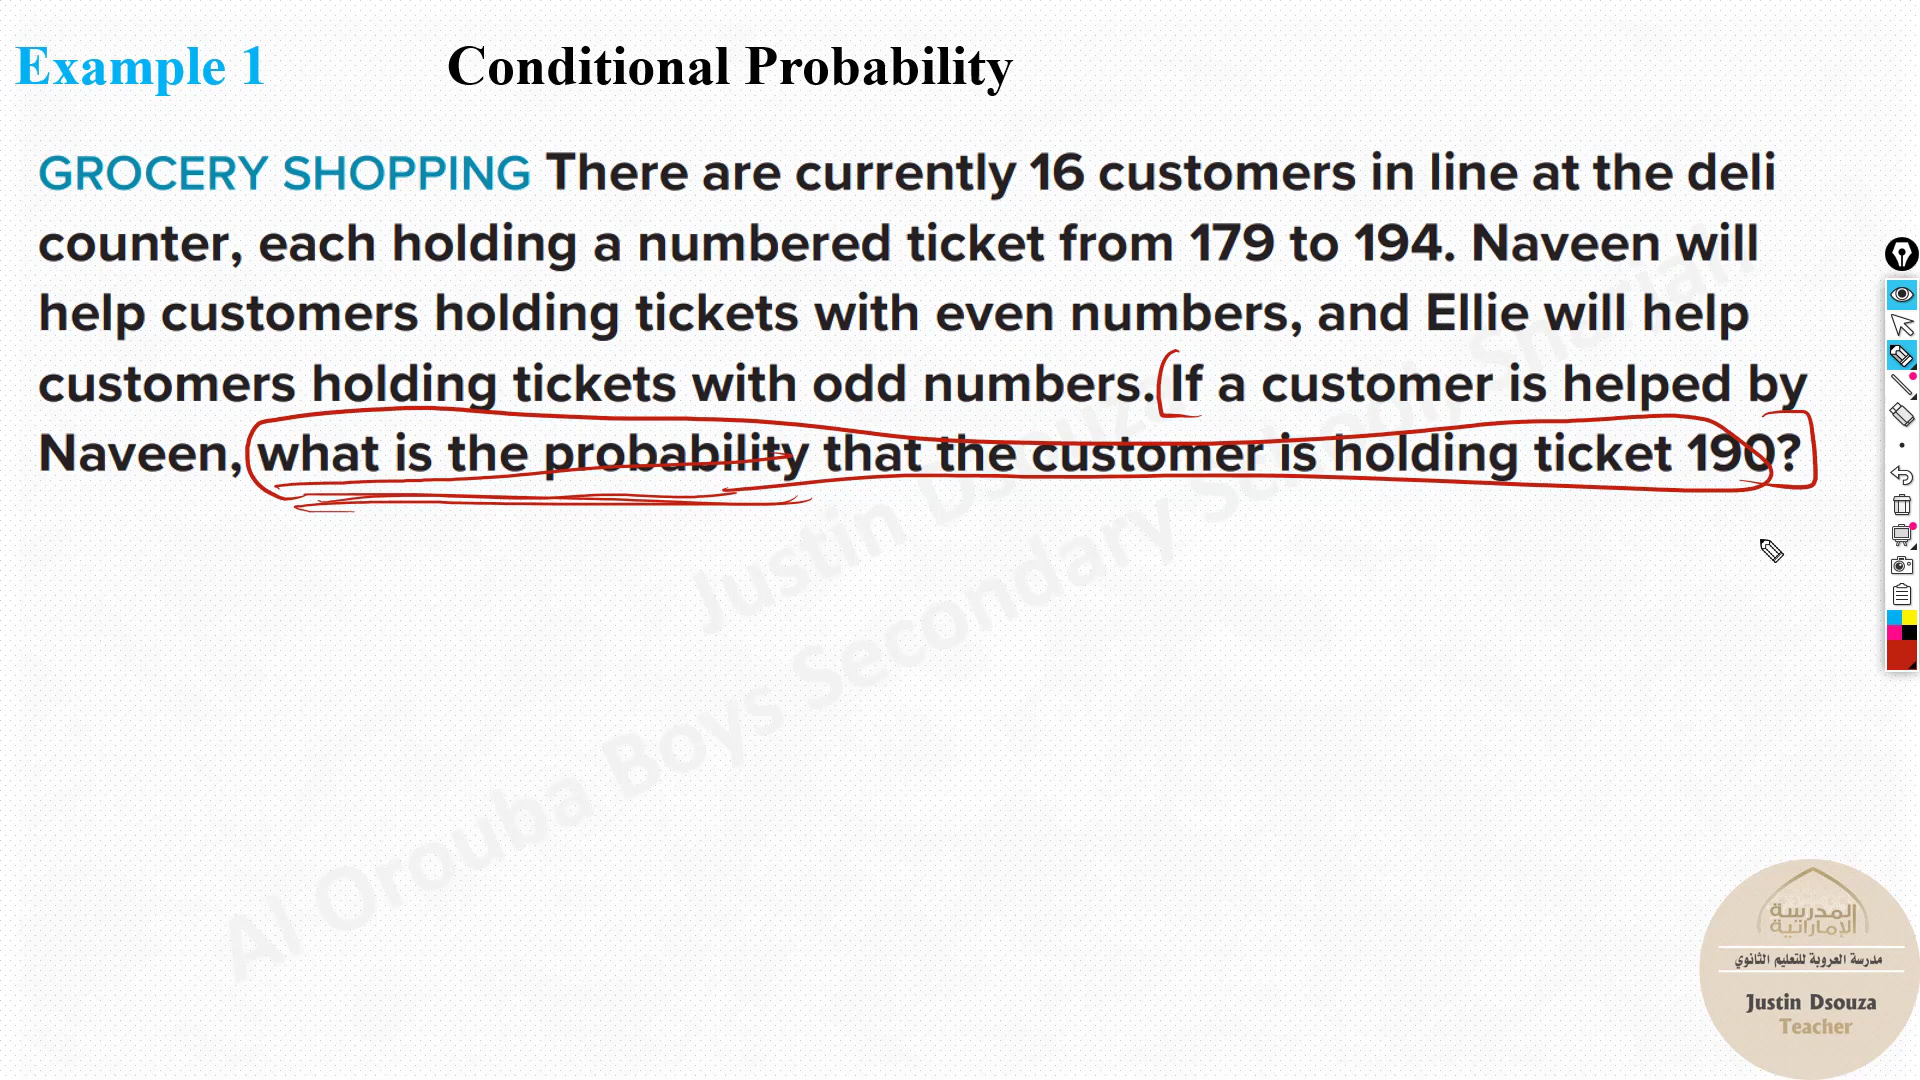 Example 1 Conditional Probability
GROCERY SHOPPING There are currently 16 customers in line at the deli
counter, each holding a numbered ticket from 179 to 194. Naveen will
help customers holding tickets with even numbers, and Ellie will help
customers holding tickets with odd numbers. If a customer is helped by
Naveen, what is the probability that the customer is holding ticket 190?
Justin
Al Orouba Boys Secondary
المدرسة
الإماراتية
مدرسة العروبة للتعليم الثانوي
Justin Dsouza
Teacher